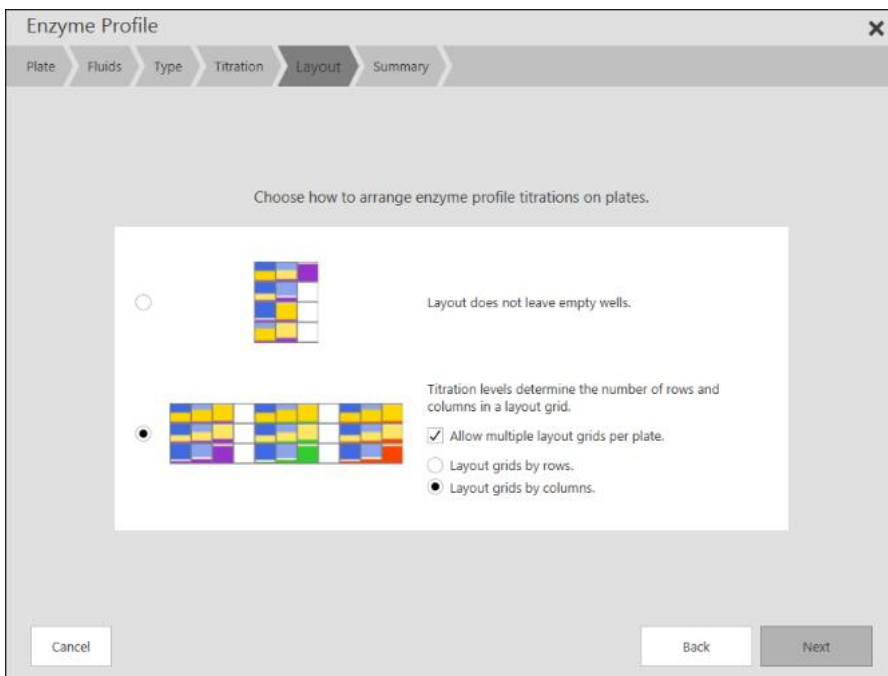 Enzyme Profile
Plate Fluids Type Titration Layout Summary
Choose how to arrange enzyme profile titrations on plates.
Layout does not leave empty wells.
Titration levels determine the number of rows and
columns in a layout grid.
Allow multiple layout grids per plate.
Layout grids by rows.
Layout grids by columns.
Cancel Back Next